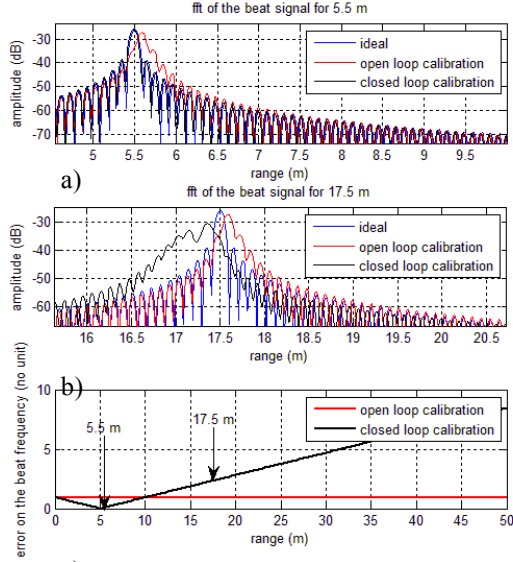 fft of the beat signal for 5.5 m
amplitude (dB)
-30
-40
-50
-60
-70
ideal
open loop calibration
closed loop calibration
5
5.5
6
6.5
7
7.5
8
8.5
9
9.5
range (m)
a)
fft of the beat signal for 17.5 m
amplitude (dB)
-30
-40
-50
-60
ideal
open loop calibration
closed loop calibration
16
16.5
17
17.5
18
18.5
19
19.5
20
20.5
range (m)
b)
error on the beat frequency (no unit)
10
5
0
5.5 m
17.5 m
open loop calibration
closed loop calibration
0
5
10
15
20
25
30
35
40
45
50
range (m)